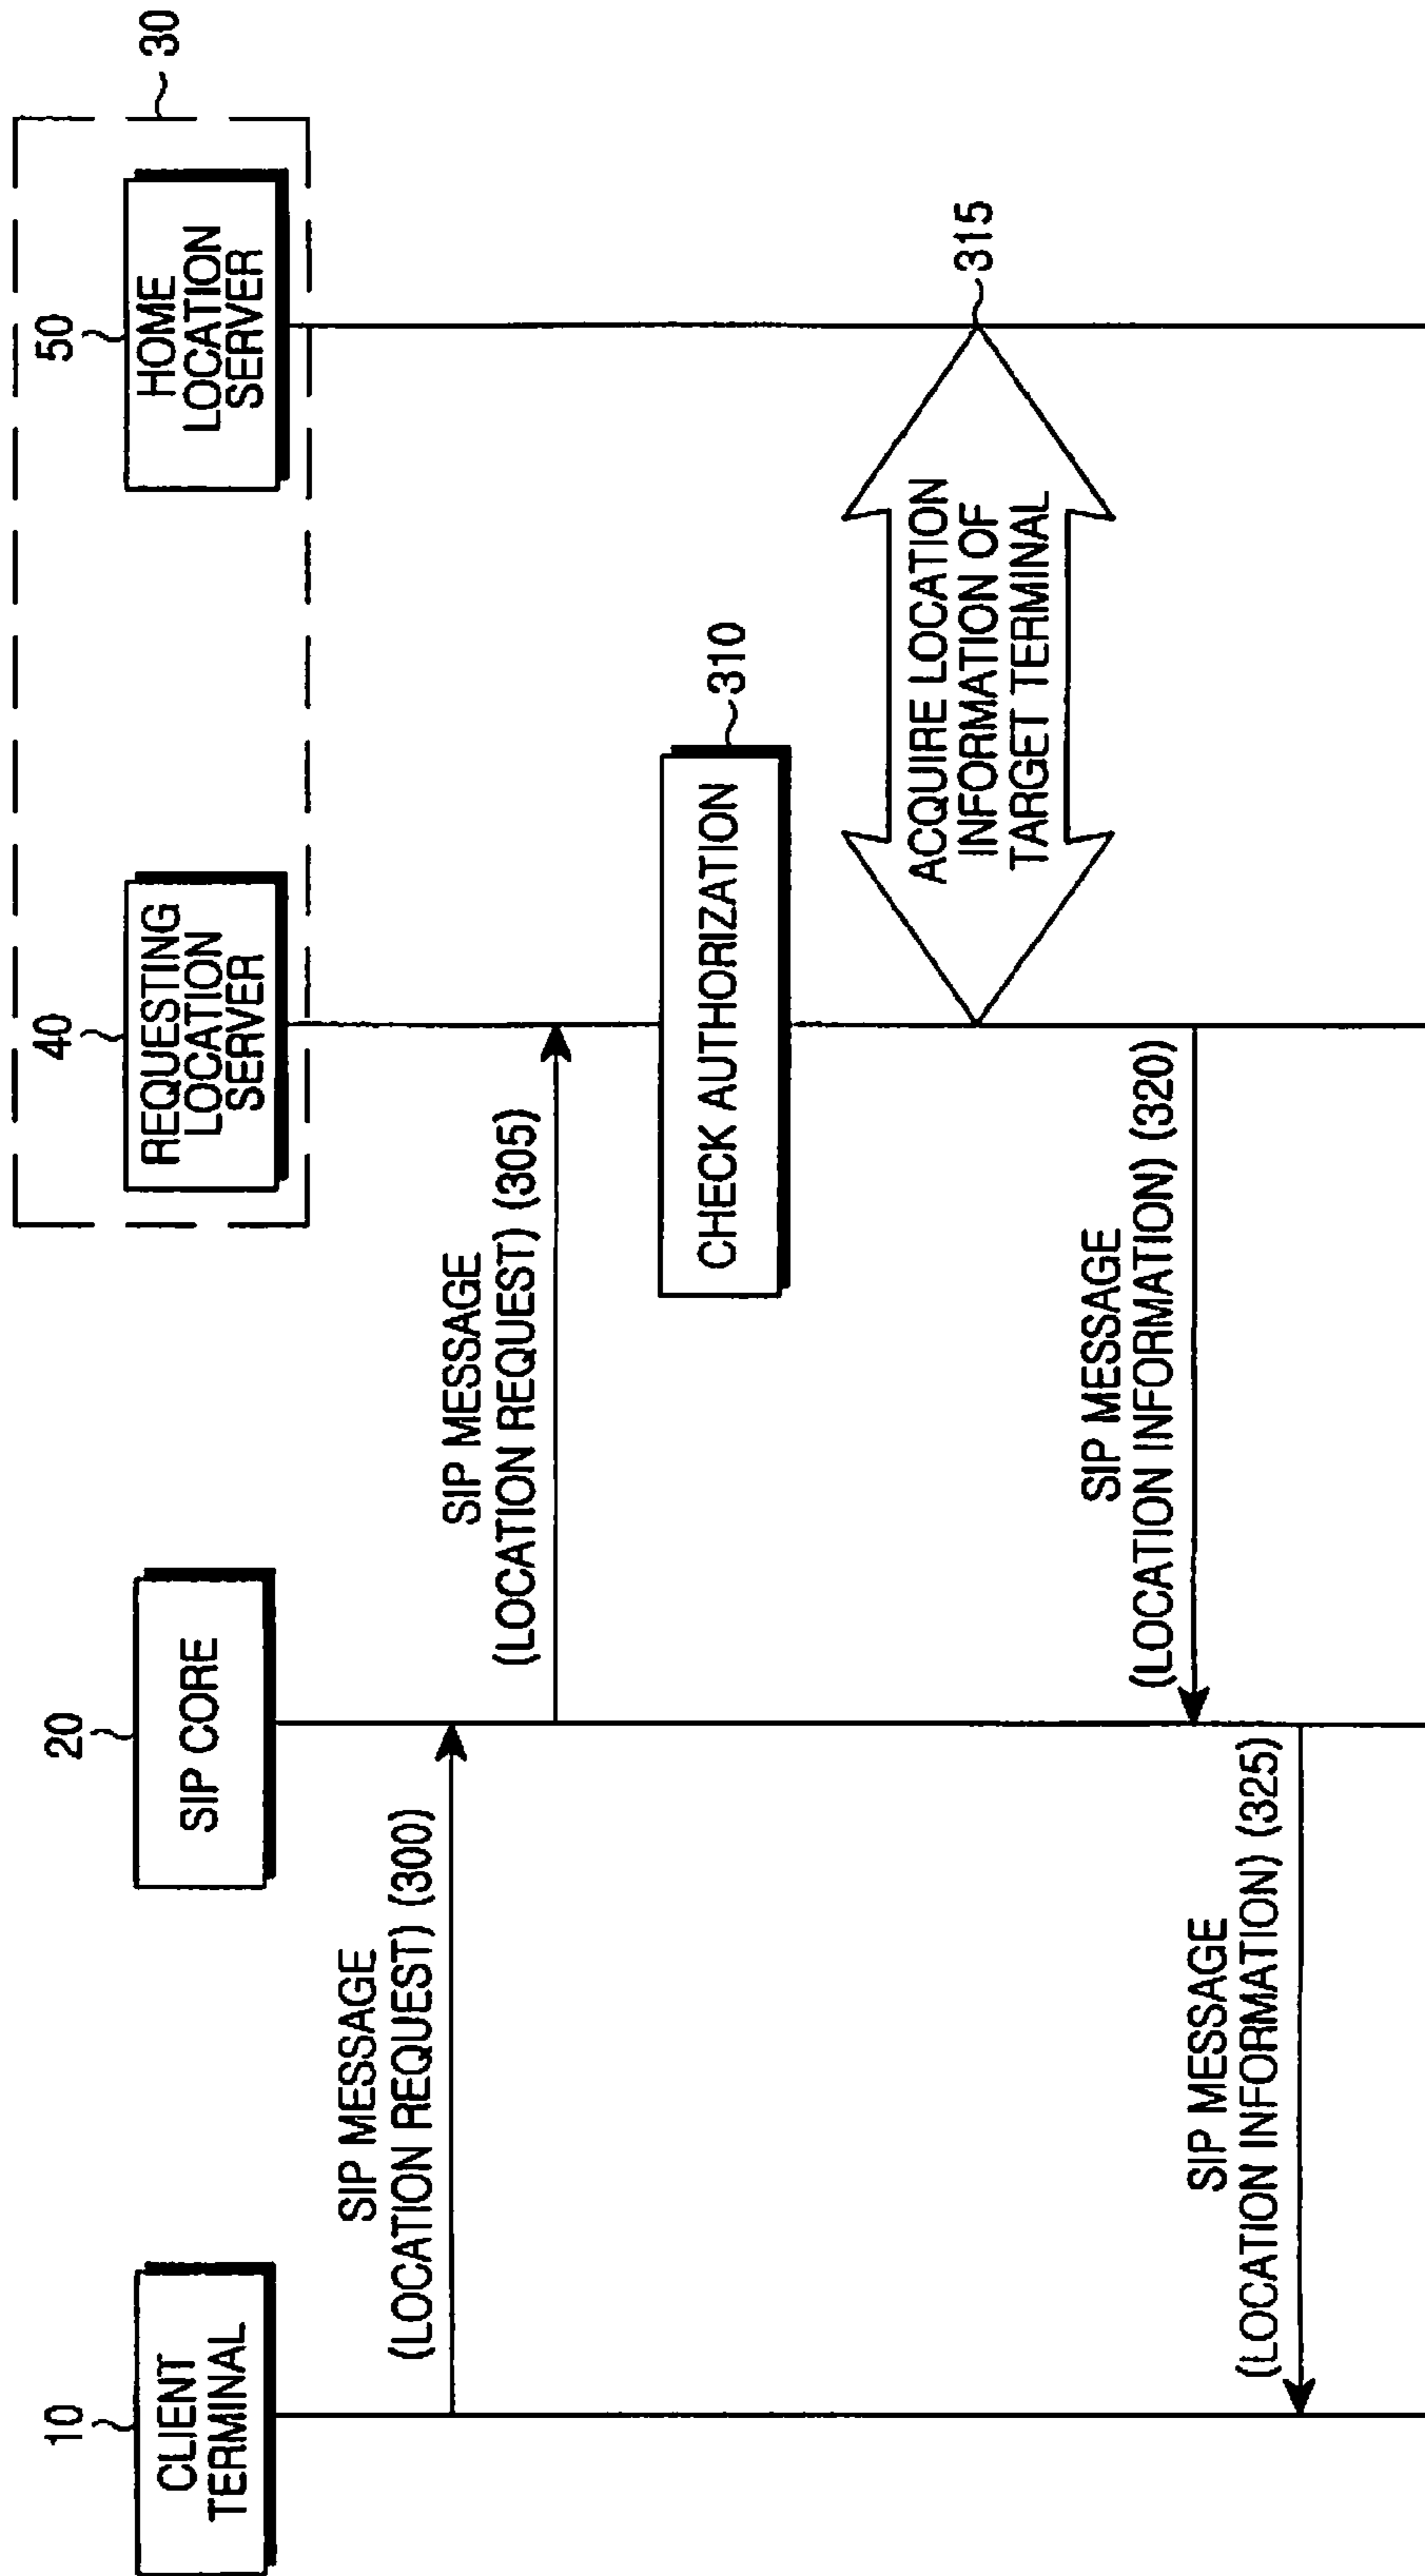 30
10
20
40
50
CLIENT
TERMINAL
SIP CORE
REQUESTING
LOCATION
SERVER
HOME
LOCATION
SERVER
SIP MESSAGE
(LOCATION REQUEST) (300)
SIP MESSAGE
(LOCATION REQUEST) (305)
CHECK AUTHORIZATION
310
ACQUIRE LOCATION
INFORMATION OF
TARGET TERMINAL
315
SIP MESSAGE
(LOCATION INFORMATION) (320)
SIP MESSAGE
(LOCATION INFORMATION) (325)